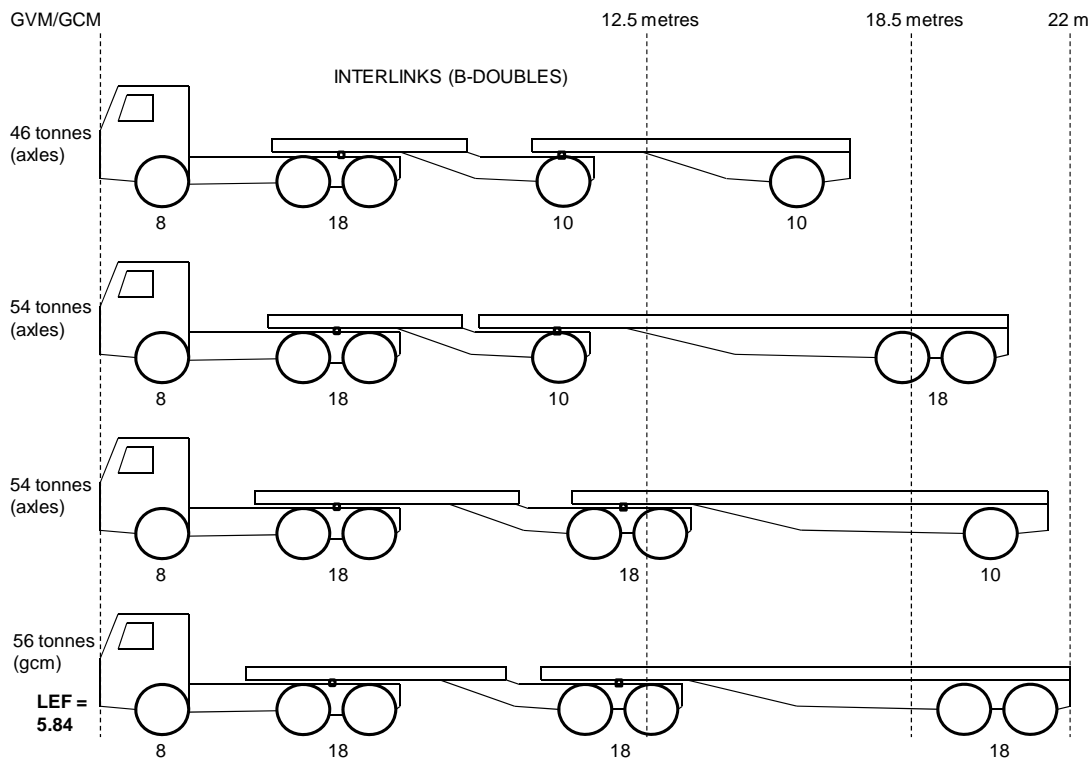 GVM/GCM 12.5 metres 18.5 metres 22 m
INTERLINKS (B-DOUBLES)
46 tonnes
(axles)
8 18 10 10
54 tonnes
(axles)
8 18 10 18
54 tonnes
(axles)
8 18 18 10
56 tonnes
(gcm)
LEF =
5.84
8 18 18 18